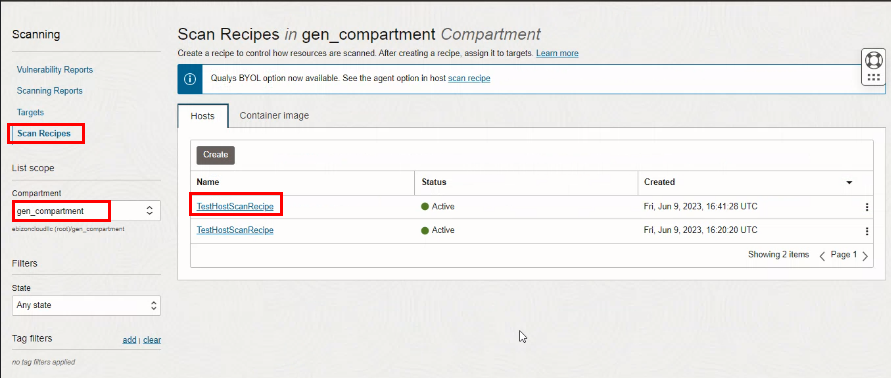 Scanning
Vulnerability Reports
Scanning Reports
Targets
Scan Recipes
List scope
Compartment
gen_compartment
abizoncloudllc (root)/gen_compartment
Filters
State
Any state
Tag filters
add | clear
no tag filters applied
Scan Recipes in gen_compartment Compartment
Create a recipe to control how resources are scanned. After creating a recipe, assign it to targets. Learn more
Qualys BYOL option now available. See the agent option in host scan recipe
Hosts Container image
Create
Name Status Created
TestHostScanRecipe Active Fri, Jun 9, 2023, 16:41:28 UTC
TestHostScanRecipe Active Fri, Jun 9, 2023, 16:20:20 UTC
Showing 2 items Page 1